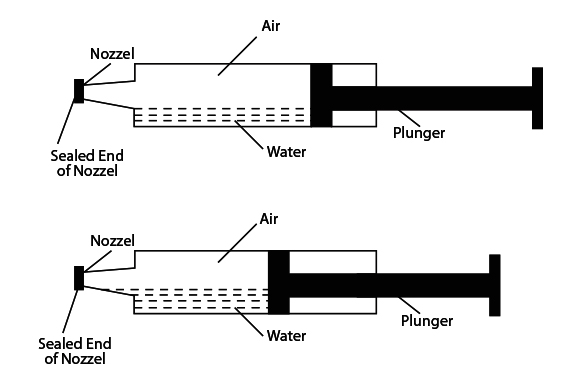 Air
Nozzel
Plunger
Sealed End
of Nozzel
Water
Air
Nozzel
Plunger
Sealed End
of Nozzel
Water